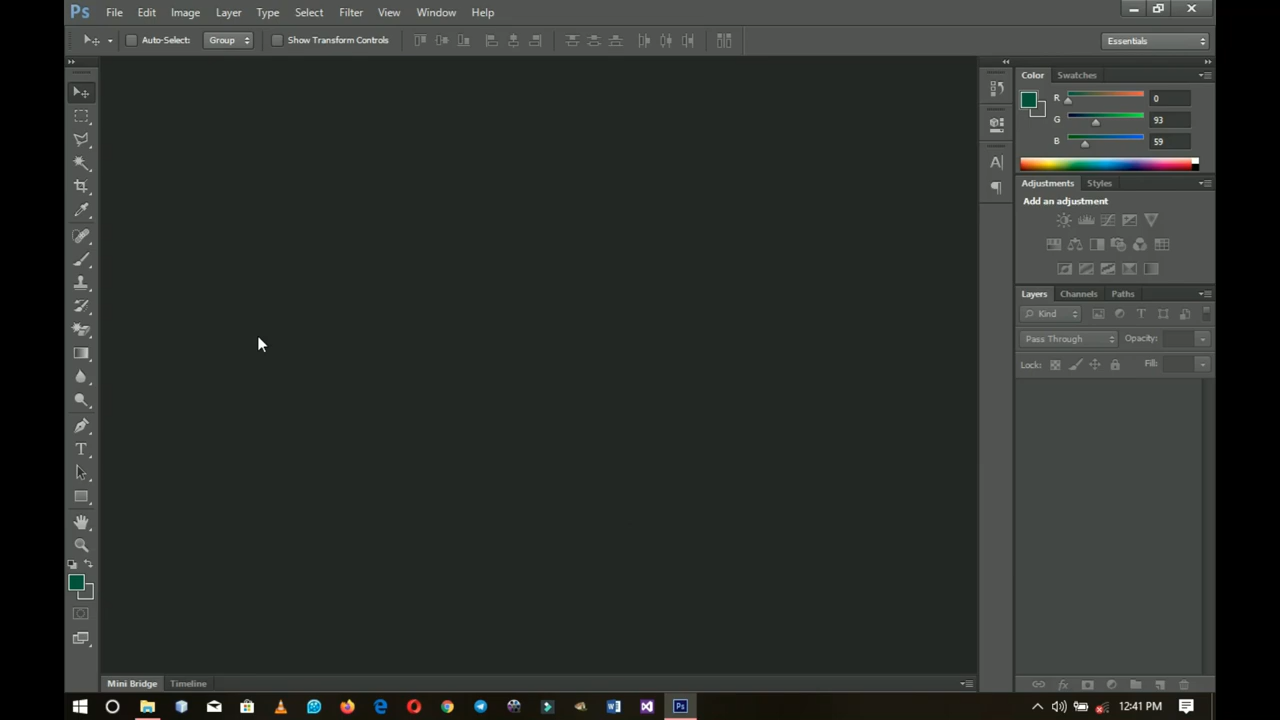 Ps File Edit Image Layer Type Select Filter View Window Help
Auto-Select: Group Show Transform Controls Essentials
Color Swatches
R 0
G 93
B 59
Adjustments Styles
Add an adjustment
Layers Channels Paths
Kind T
Pass Through Opacity:
Lock: Fill:
A
T
Mini Bridge Timeline
Ps 12:41 PM